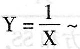 Y = 1/X ~